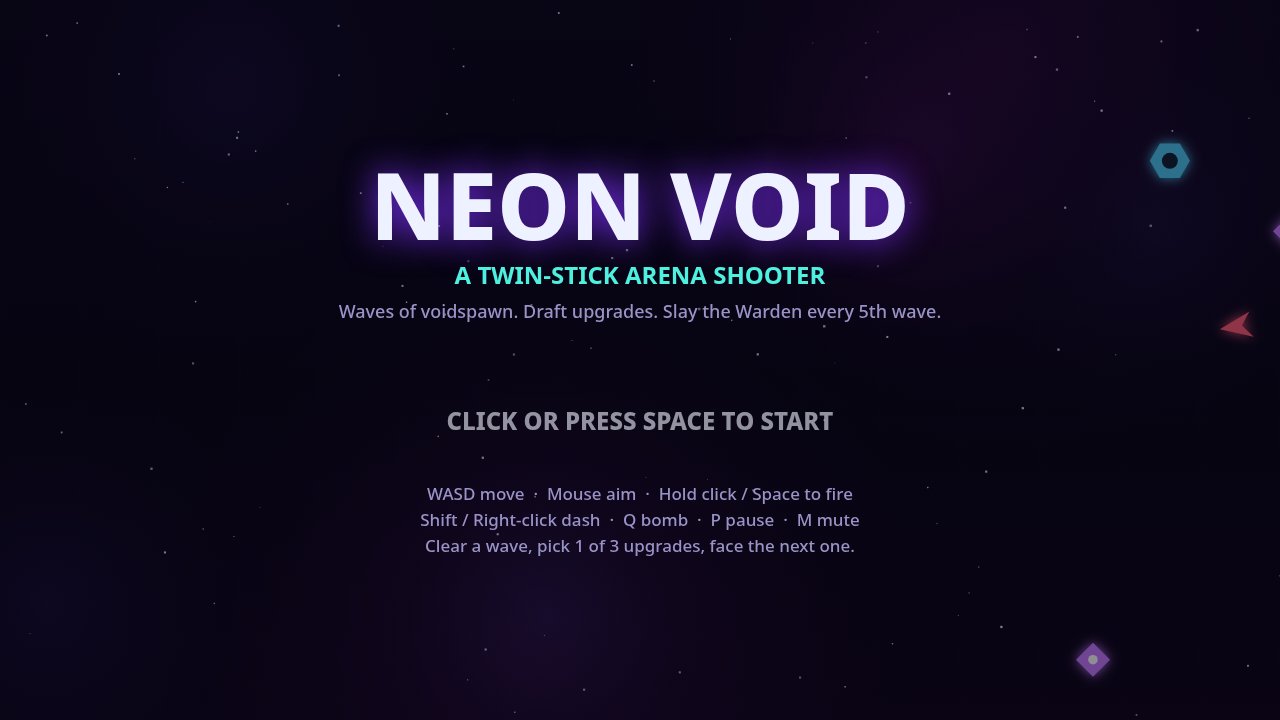 NEON VOID
A TWIN-STICK ARENA SHOOTER
Waves of voidspawn. Draft upgrades. Slay the Warden every 5th wave.
CLICK OR PRESS SPACE TO START
WASD move · Mouse aim · Hold click / Space to fire
Shift / Right-click dash · Q bomb · P pause · M mute
Clear a wave, pick 1 of 3 upgrades, face the next one.